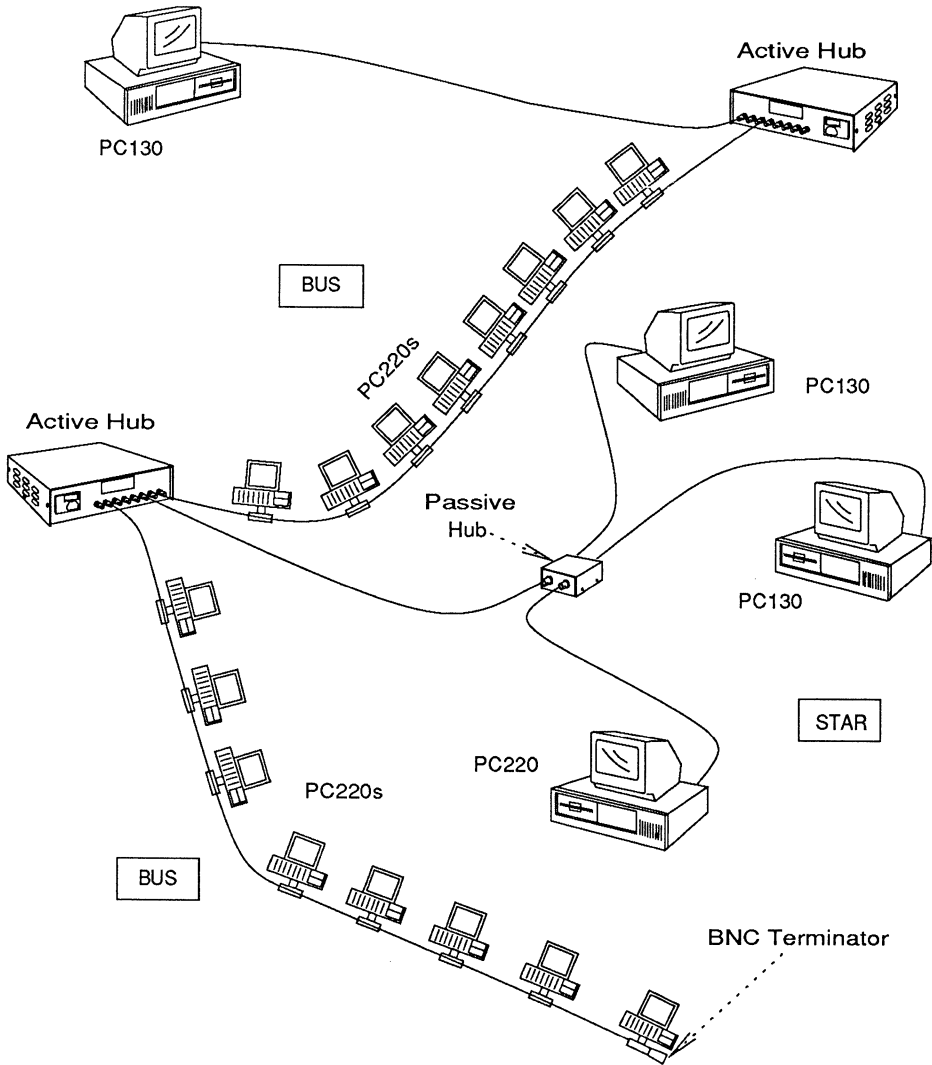 Active Hub
PC130
BUS
PC220s
PC130
Active Hub
Passive
Hub
PC130
STAR
PC220
PC220s
BUS
BNC Terminator